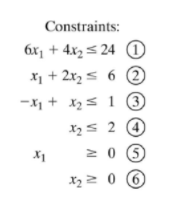 Constraints:
6x₁ + 4x₂ ≤ 24 ①
x₁ + 2x₂ ≤ 6 ②
−x₁ + x₂ ≤ 1 ③
x₂ ≤ 2 ④
x₁ ≥ 0 ⑤
x₂ ≥ 0 ⑥